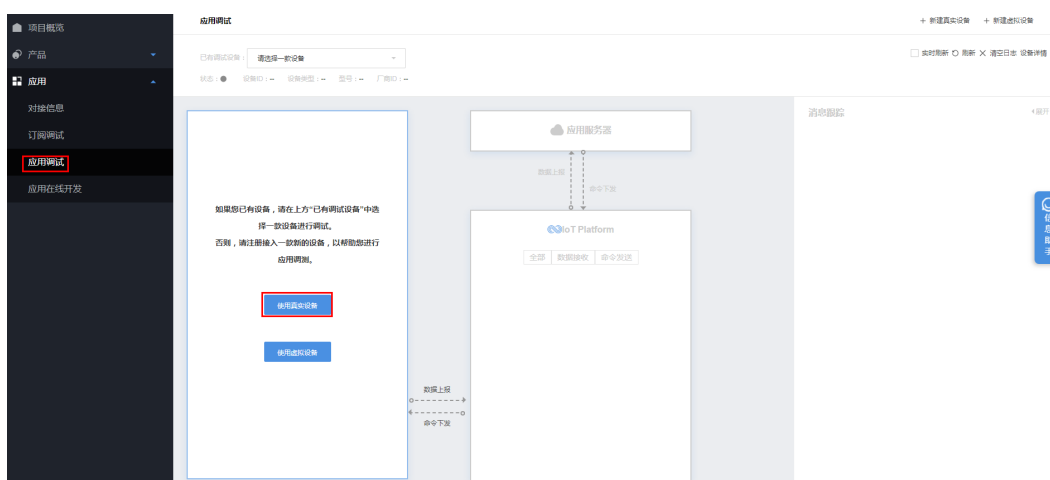 项目概览
产品
应用
对接信息
订阅调试
应用调试
应用在线开发
应用调试
+ 新建真实设备 + 新建虚拟设备
已有调试设备： 请选择一款设备
实时刷新 刷新 清空日志 设备详情
状态： 设备ID：-- 设备类型：-- 型号：-- 厂商ID：--
如果您已有设备，请在上方“已有调试设备”中选
择一款设备进行调试。
否则，请注册接入一款新的设备，以帮助您进行
应用调测。
使用真实设备
使用虚拟设备
数据上报
命令下发
应用服务器
数据上报
命令下发
IoT Platform
全部 数据接收 命令发送
消息跟踪
展开
信息助手